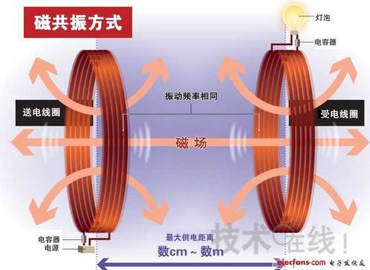 磁共振方式
灯泡
电容器
振动频率相同
送电线圈
受电线圈
磁场
电容器
电源
最大供电距离
数cm ~ 数m
技术在线!
elecfans.com 电子发烧友